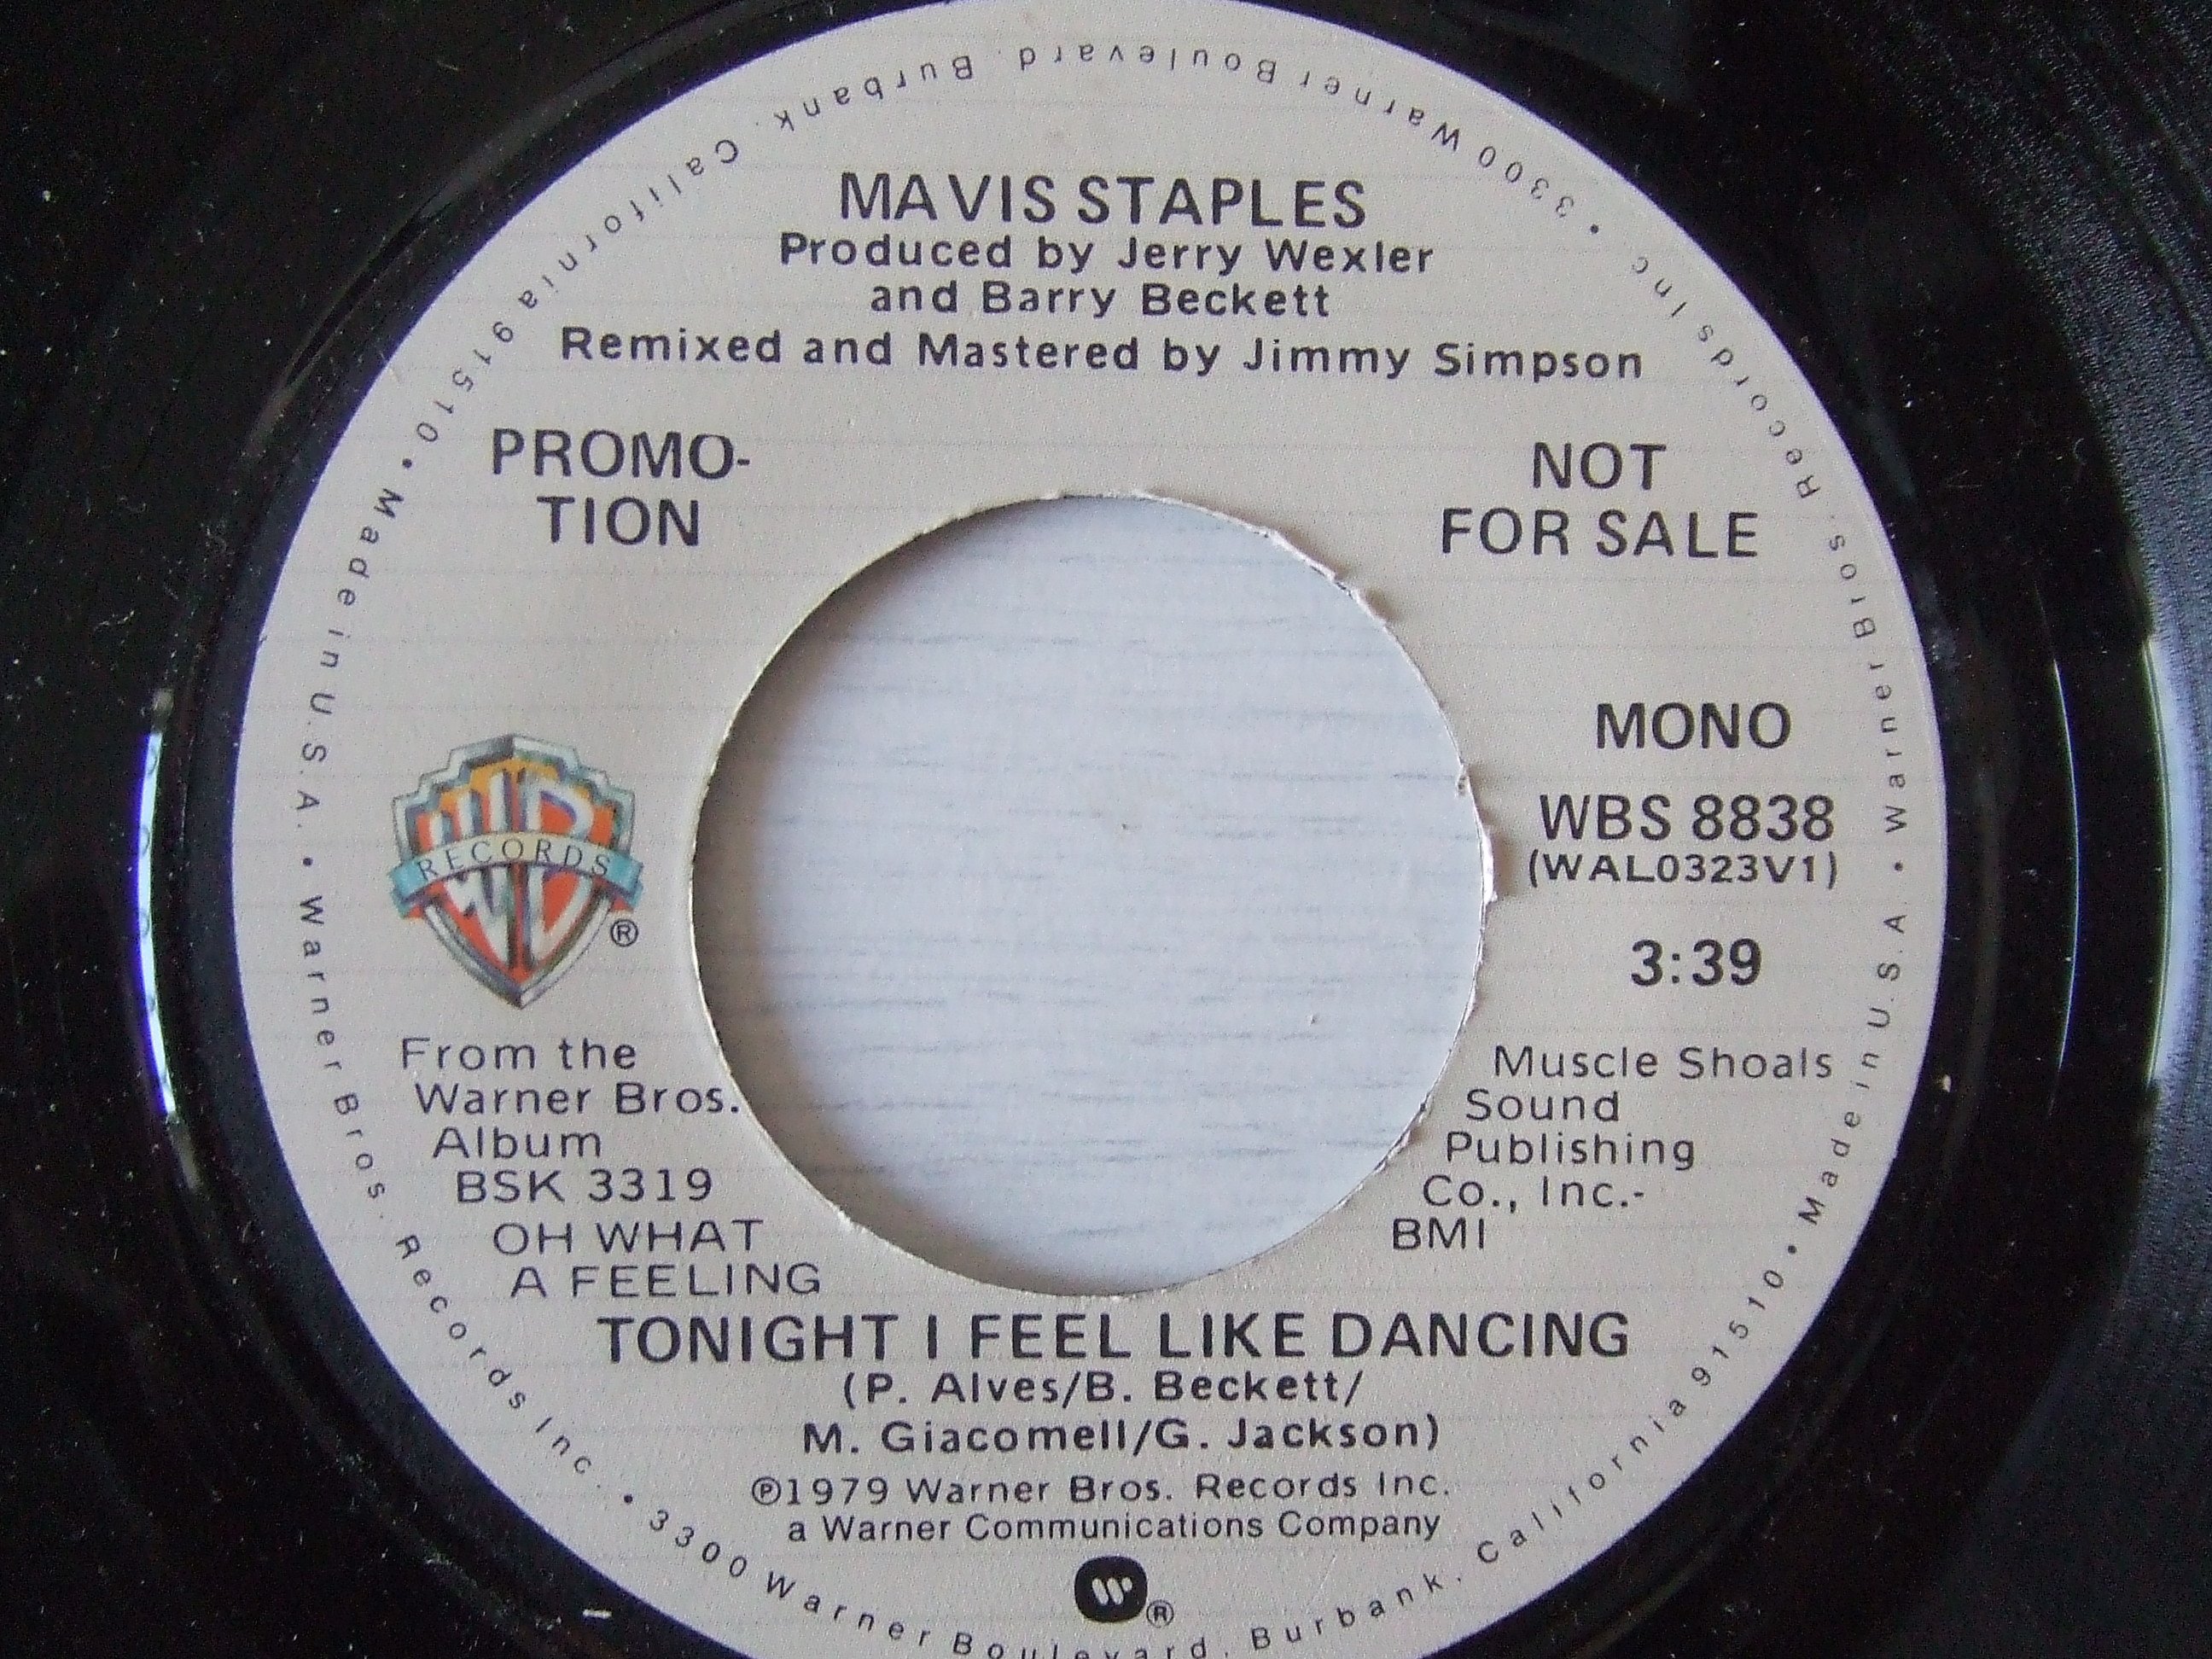 MAVIS STAPLES
Produced by Jerry Wexler
and Barry Beckett
Remixed and Mastered by Jimmy Simpson
PROMO-
TION
NOT
FOR SALE
MONO
WBS 8838
(WAL0323V1)
3:39
WB
RECORDS
®
From the
Warner Bros.
Album
BSK 3319
OH WHAT
A FEELING
Muscle Shoals
Sound
Publishing
Co., Inc.-
BMI
TONIGHT I FEEL LIKE DANCING
(P. Alves/B. Beckett/
M. Giacomell/G. Jackson)
℗1979 Warner Bros. Records Inc.
a Warner Communications Company
W®
• Warner Bros. Records Inc. • 3300 Warner Boulevard, Burbank, California 91510 • Made in U.S.A. • Warner Bros. Records Inc. • 3300 Warner Boulevard, Burbank, California 91510 • Made in U.S.A.